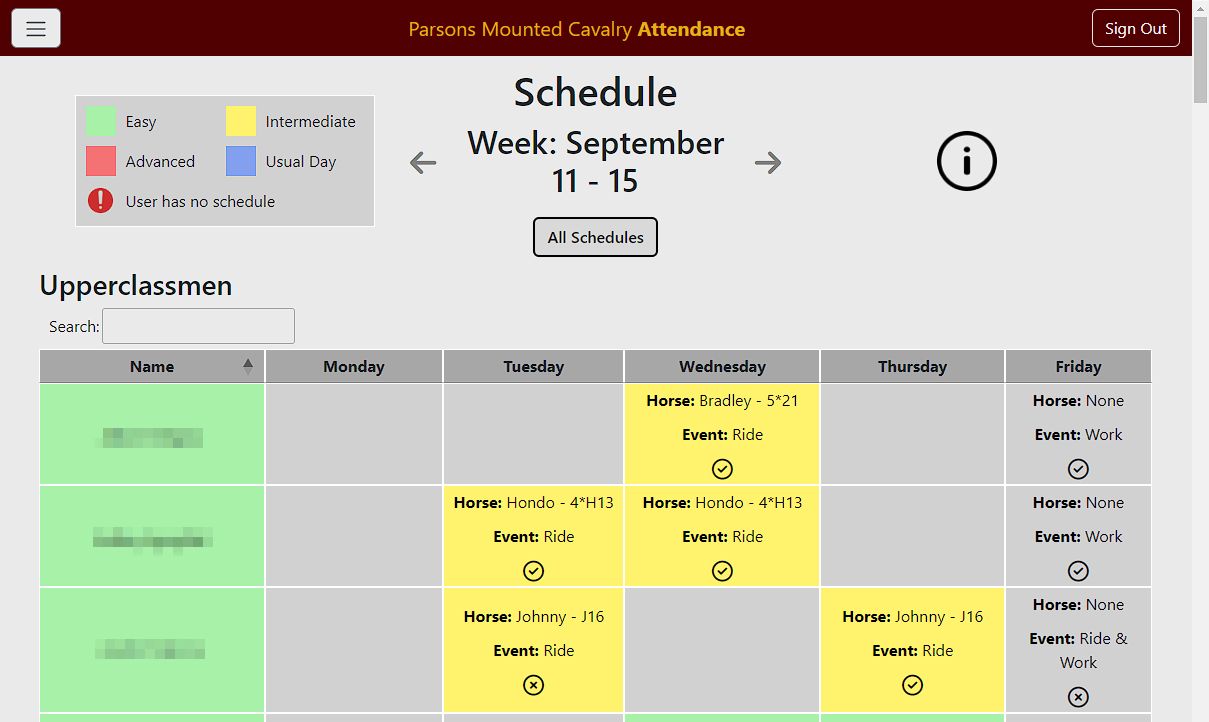 Parsons Mounted Cavalry Attendance
Sign Out
Easy
Intermediate
Advanced
Usual Day
User has no schedule
Schedule
Week: September
11 - 15
All Schedules
Upperclassmen
Search:
Name Monday Tuesday Wednesday Thursday Friday
Horse: Bradley - 5*21
Event: Ride
Horse: None
Event: Work
Horse: Hondo - 4*H13
Event: Ride
Horse: Hondo - 4*H13
Event: Ride
Horse: None
Event: Work
Horse: Johnny - J16
Event: Ride
Horse: Johnny - J16
Event: Ride
Horse: None
Event: Ride &
Work